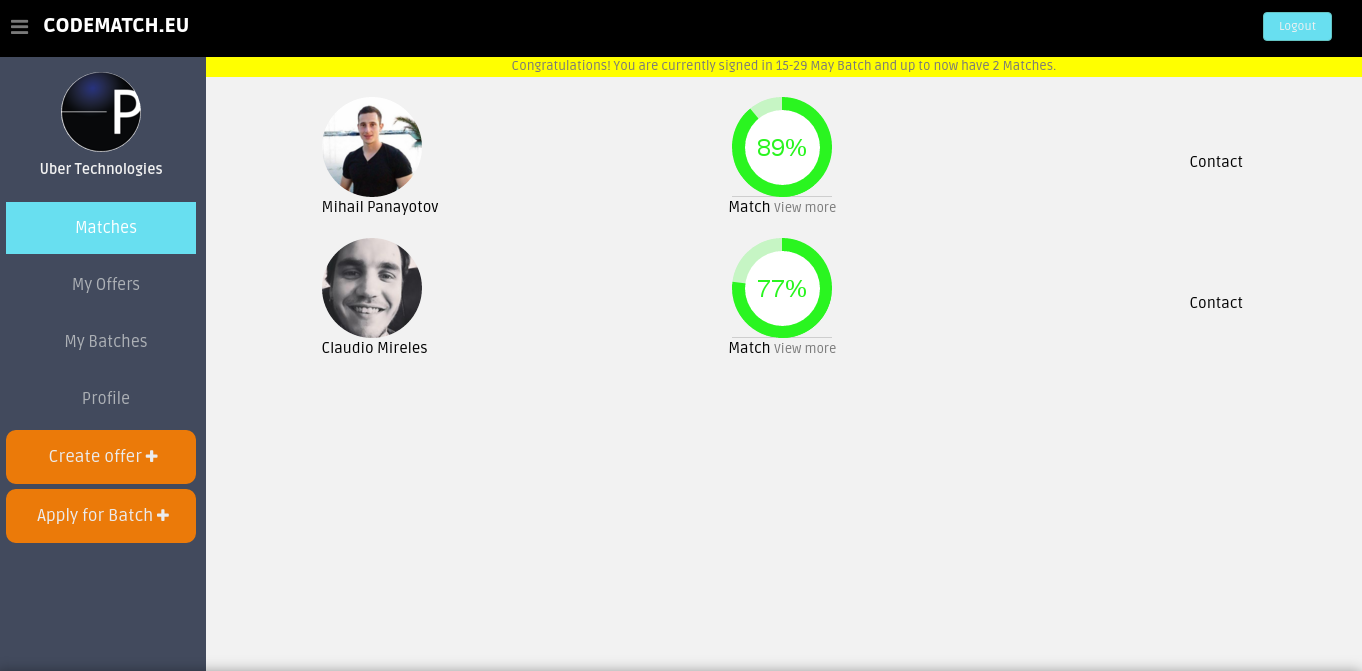 CODEMATCH.EU
Logout
Congratulations! You are currently signed in 15-29 May Batch and up to now have 2 Matches.
P
Uber Technologies
Matches
My Offers
My Batches
Profile
Create offer
Apply for Batch
89%
Contact
Mihail Panayotov
Match View more
77%
Contact
Claudio Mireles
Match View more